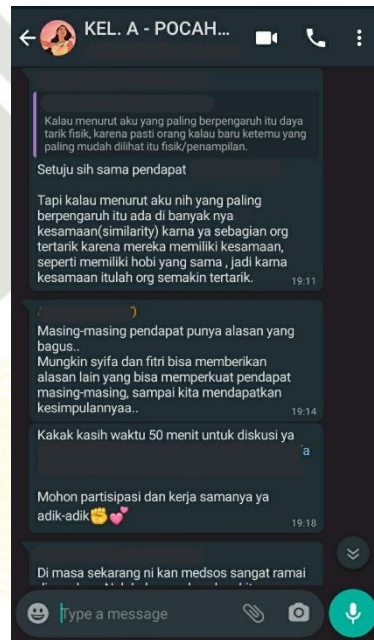 KEL. A - POCAH...
Kalau menurut aku yang paling berpengaruh itu daya
tarik fisik, karena pasti orang kalau baru ketemu yang
paling mudah dilihat itu fisik/penampilan.
Setuju sih sama pendapat
Tapi kalau menurut aku nih yang paling
berpengaruh itu ada di banyak nya
kesamaan(similarity) karna ya sebagian org
tertarik karena mereka memiliki kesamaan,
seperti memiliki hobi yang sama , jadi karna
kesamaan itulah org semakin tertarik.
19:11
Masing-masing pendapat punya alasan yang
bagus..
Mungkin syifa dan fitri bisa memberikan
alasan lain yang bisa memperkuat pendapat
masing-masing, sampai kita mendapatkan
kesimpulannyaa..
19:14
Kakak kasih waktu 50 menit untuk diskusi ya
a
Mohon partisipasi dan kerja samanya ya
adik-adik✊💕
19:18
Di masa sekarang ni kan medsos sangat ramai
Type a message